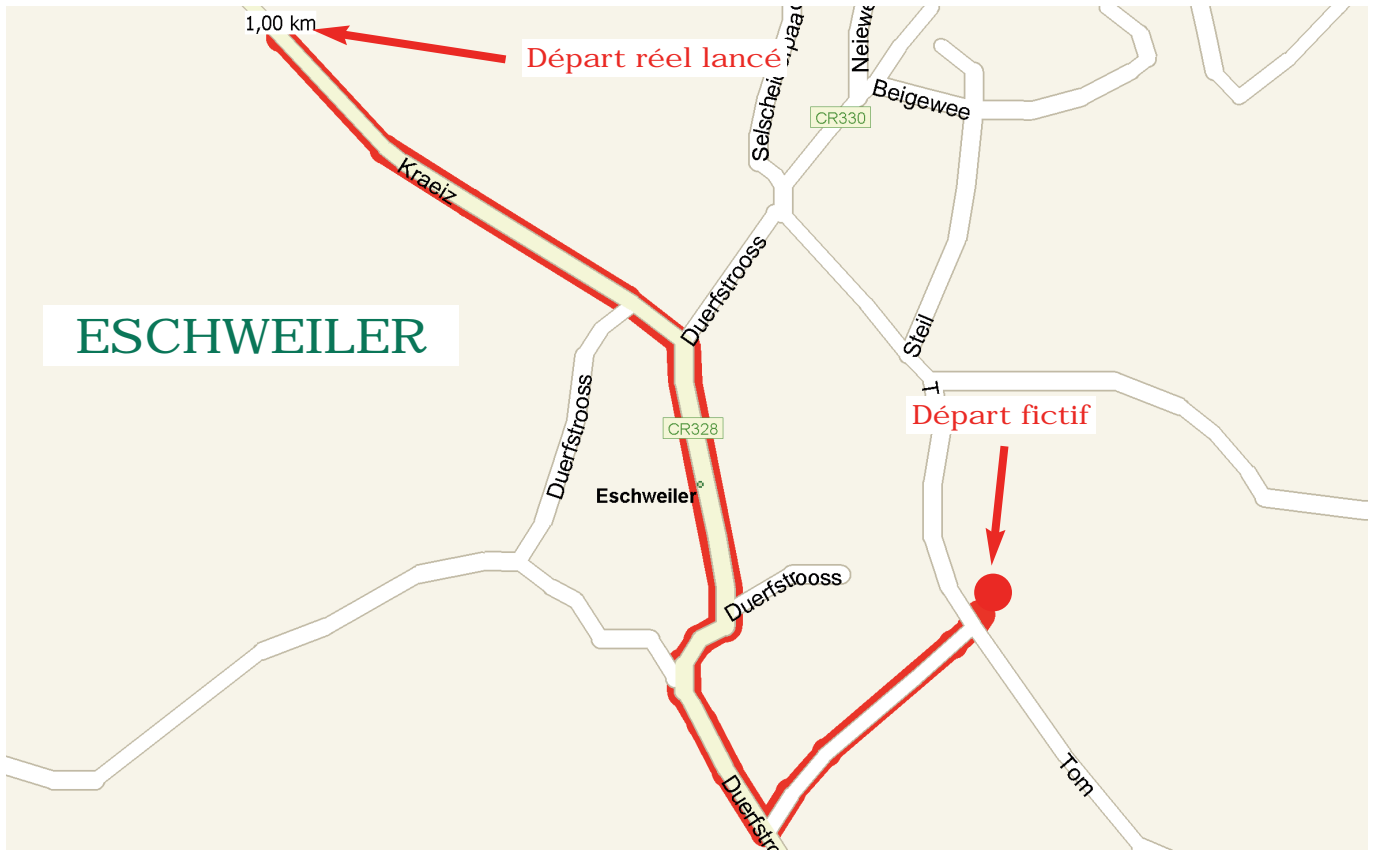 1,00 km
Départ réel lancé
Neiewe
Beigewee
CR330
Kraeiz
Duerfstrooss
ESCHWEILER
Steil
T
Départ fictif
CR328
Duerfstrooss
Eschweiler
Duerfstrooss
Tom
Duerfstro